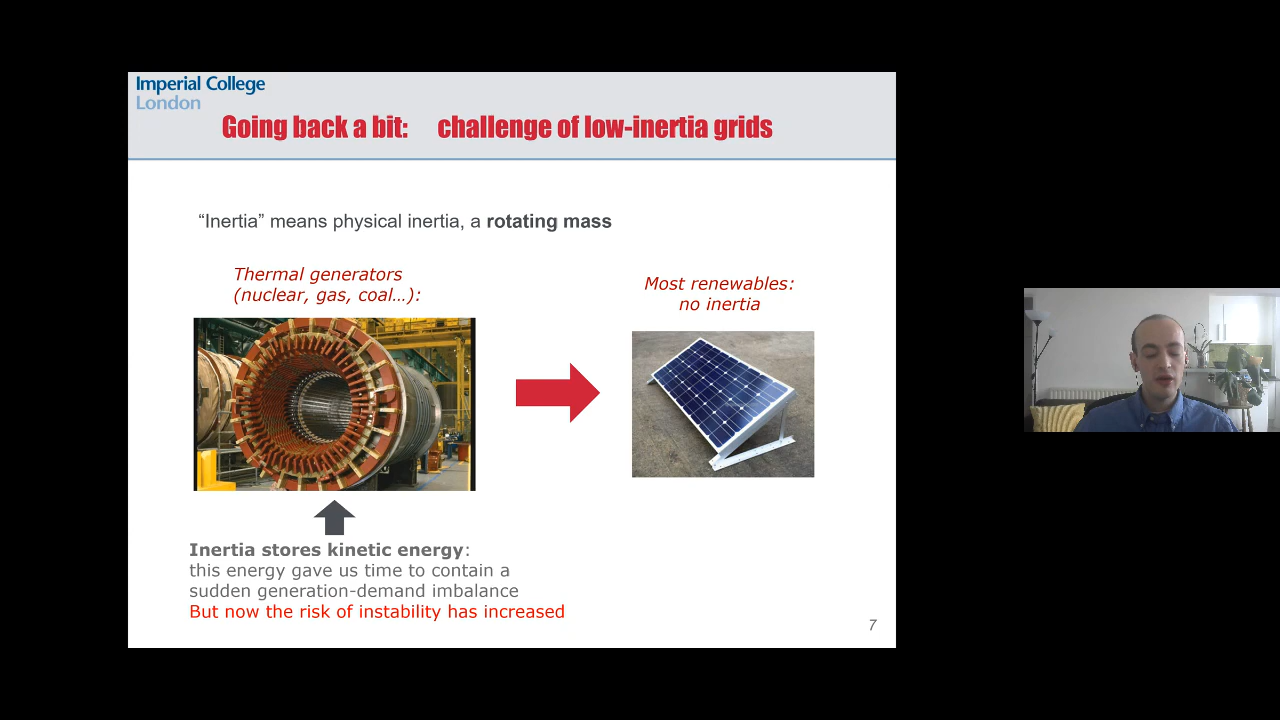 Imperial College
London
Going back a bit: challenge of low-inertia grids
“Inertia” means physical inertia, a rotating mass
Thermal generators
(nuclear, gas, coal…):
Most renewables:
no inertia
Inertia stores kinetic energy:
this energy gave us time to contain a
sudden generation-demand imbalance
But now the risk of instability has increased
7